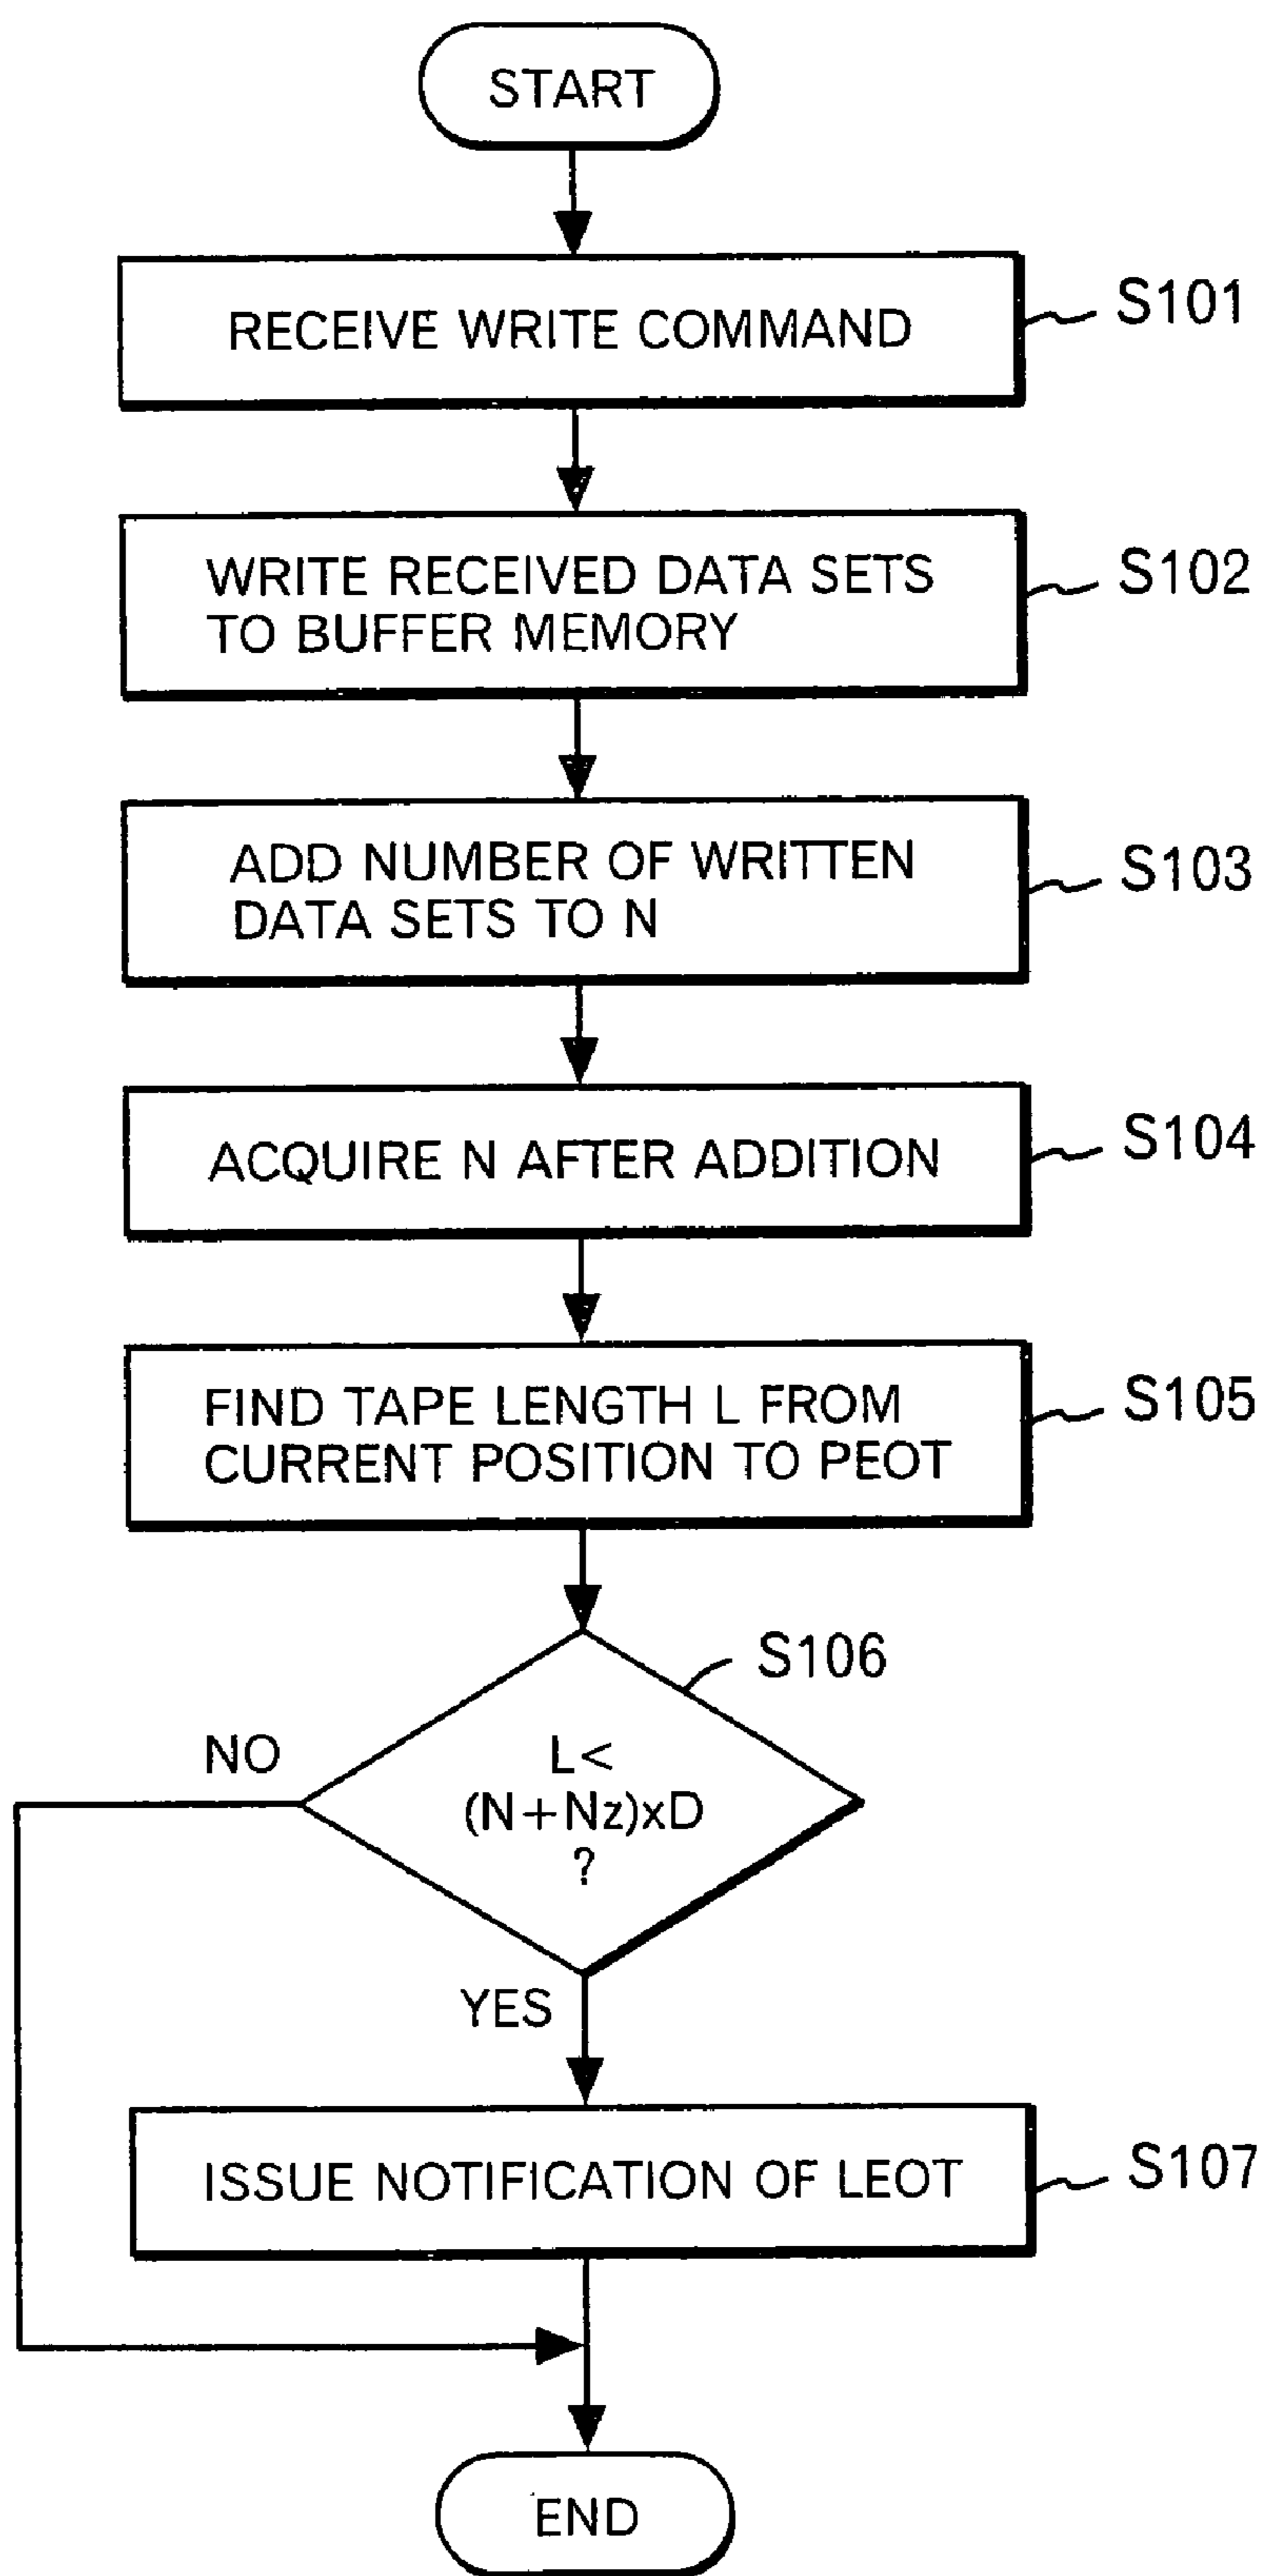 START
RECEIVE WRITE COMMAND
S101
WRITE RECEIVED DATA SETS
TO BUFFER MEMORY
S102
ADD NUMBER OF WRITTEN
DATA SETS TO N
S103
ACQUIRE N AFTER ADDITION
S104
FIND TAPE LENGTH L FROM
CURRENT POSITION TO PEOT
S105
S106
NO
L<
(N+Nz)xD
?
YES
ISSUE NOTIFICATION OF LEOT
S107
END